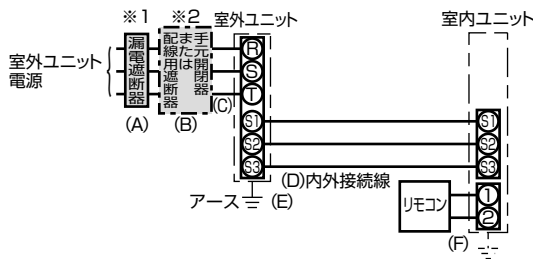 ※1
※2
室外ユニット
室内ユニット
室外ユニット
電源
漏電遮断器
手元開閉器
または
配線用遮断器
(A)
(B)
(C)
R
S
T
S1
S2
S3
S1
S2
S3
(D)内外接続線
アース
(E)
リモコン
1
2
(F)